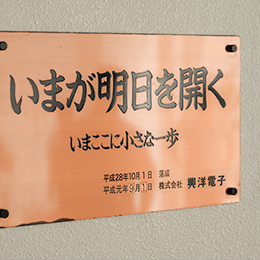 いまが明日を開く
いまここに小さな一歩
平成28年10月1日 落成
平成元年9月1日 株式会社 興洋電子